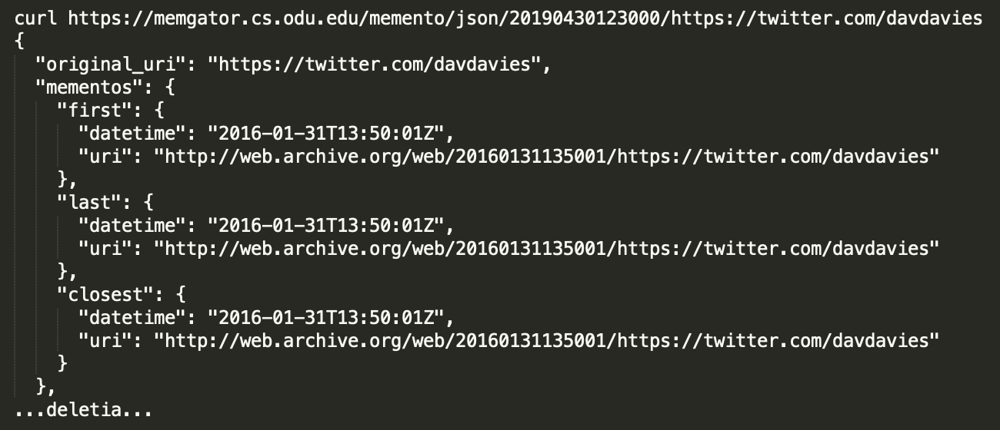 curl https://memgator.cs.odu.edu/memento/json/20190430123000/https://twitter.com/davdavies
{
  "original_uri": "https://twitter.com/davdavies",
  "mementos": {
    "first": {
      "datetime": "2016-01-31T13:50:01Z",
      "uri": "http://web.archive.org/web/20160131135001/https://twitter.com/davdavies"
    },
    "last": {
      "datetime": "2016-01-31T13:50:01Z",
      "uri": "http://web.archive.org/web/20160131135001/https://twitter.com/davdavies"
    },
    "closest": {
      "datetime": "2016-01-31T13:50:01Z",
      "uri": "http://web.archive.org/web/20160131135001/https://twitter.com/davdavies"
    }
  },
...deletia...